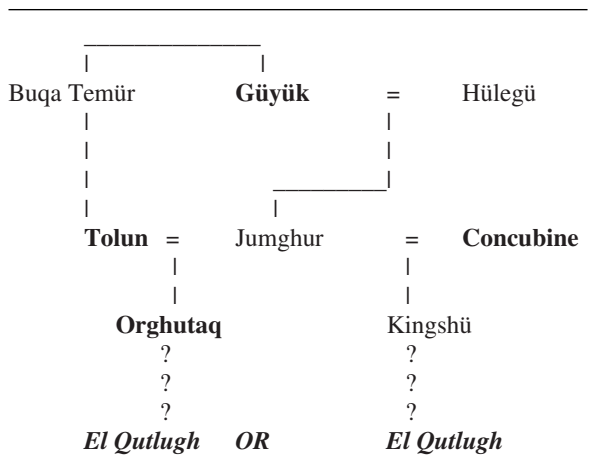 Buqa Temür Güyük = Hülegü
Tolun = Jumghur = Concubine
Orghutaq Kingshü
? ?
? ?
? ?
El Qutlugh OR El Qutlugh